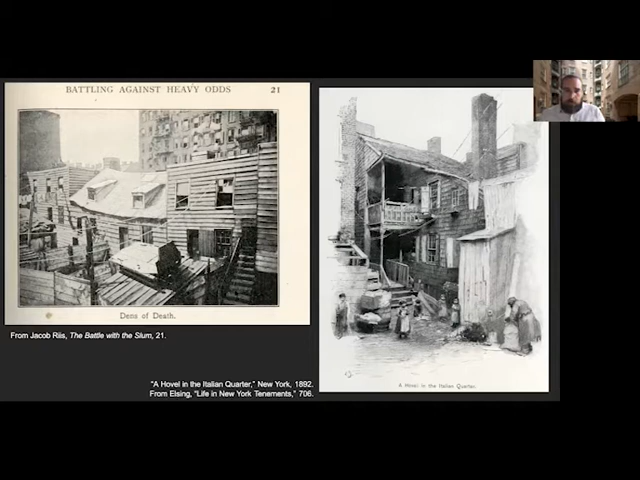 BATTLING AGAINST HEAVY ODDS 21
Dens of Death.
From Jacob Riis, The Battle with the Slum, 21.
"A Hovel in the Italian Quarter," New York, 1892.
From Elsing, "Life in New York Tenements," 706.
A Hovel in the Italian Quarter.